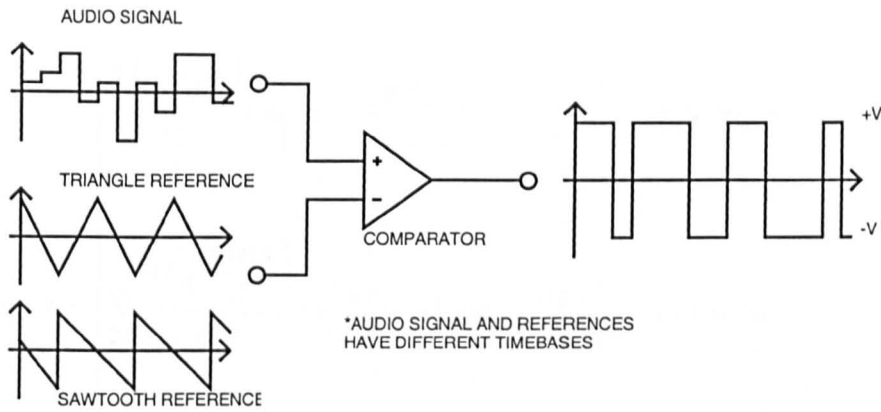 AUDIO SIGNAL
+V
+
TRIANGLE REFERENCE
−
COMPARATOR
-V
*AUDIO SIGNAL AND REFERENCES
HAVE DIFFERENT TIMEBASES
SAWTOOTH REFERENCE